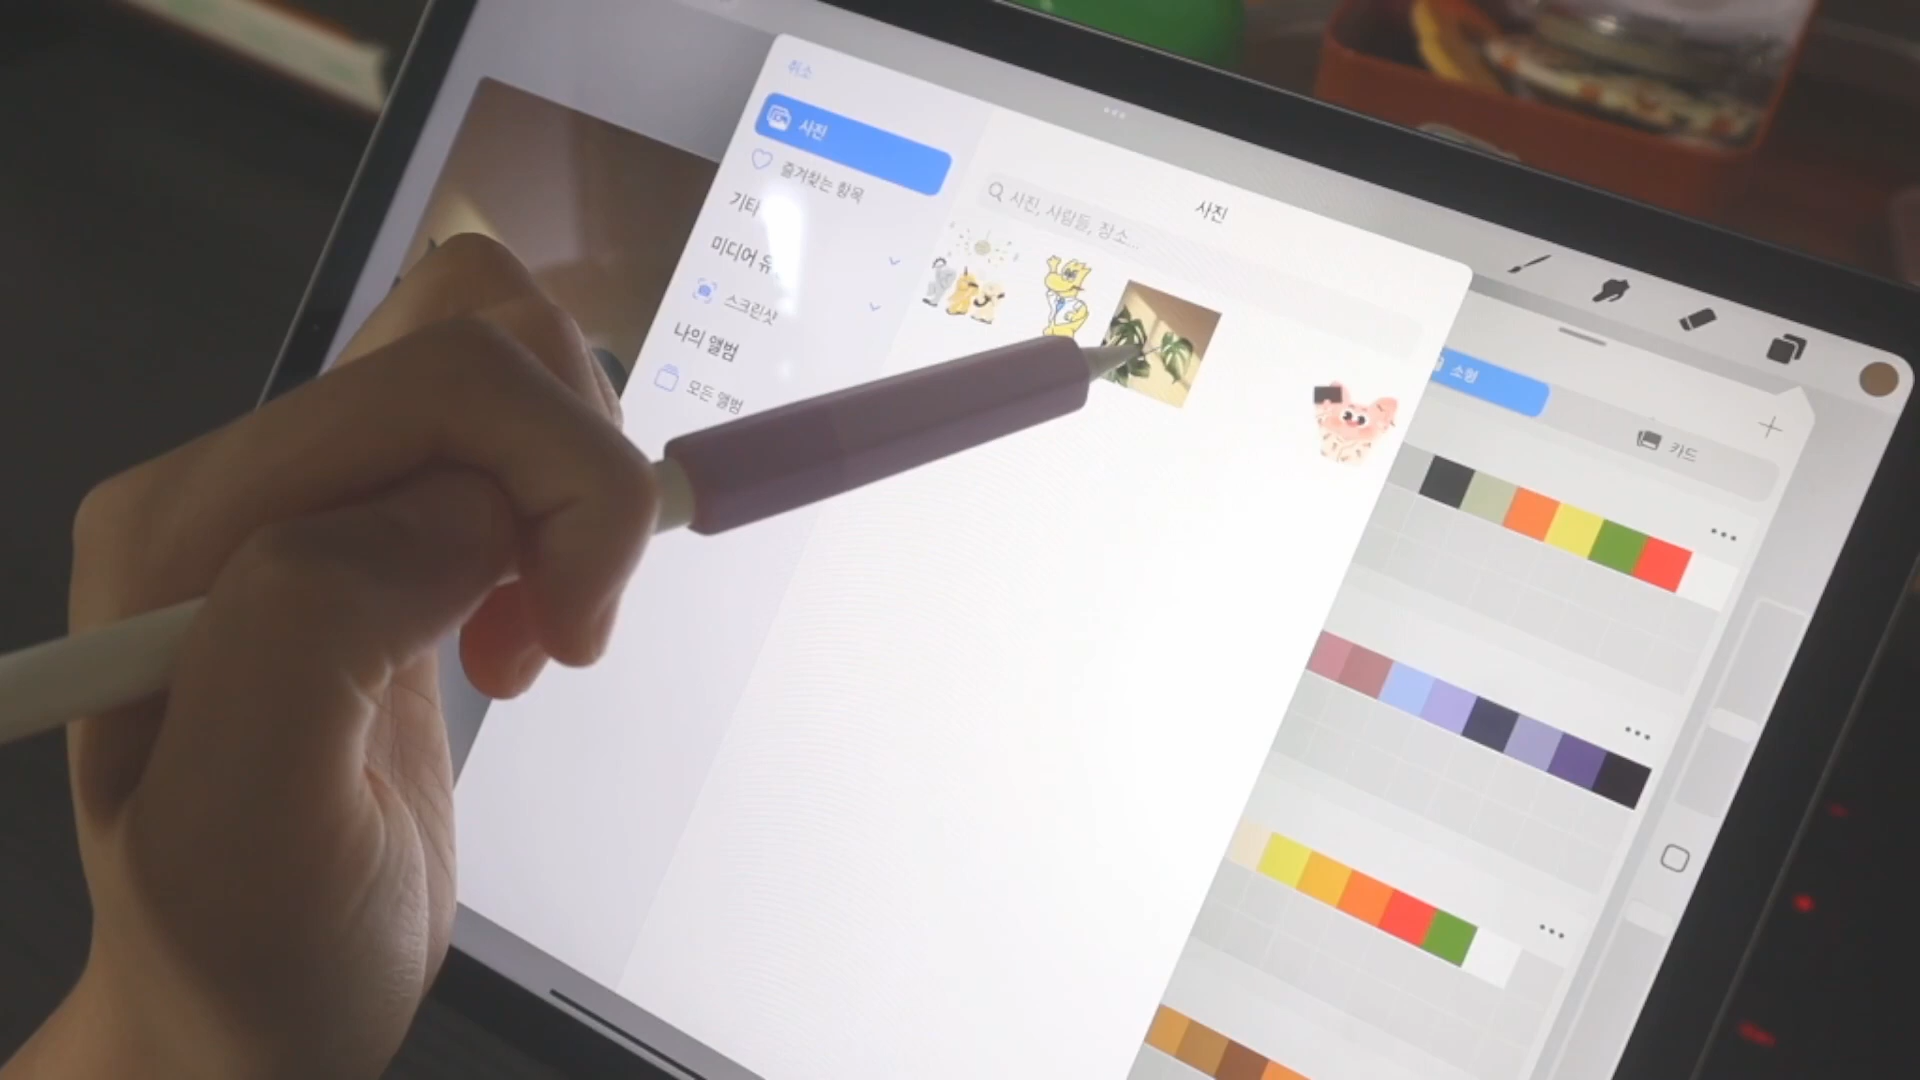 취소
사진
즐겨찾는 항목
기타
미디어 유
스크린샷
나의 앨범
모든 앨범
사진
사진, 사람들, 장소...
소형
카드